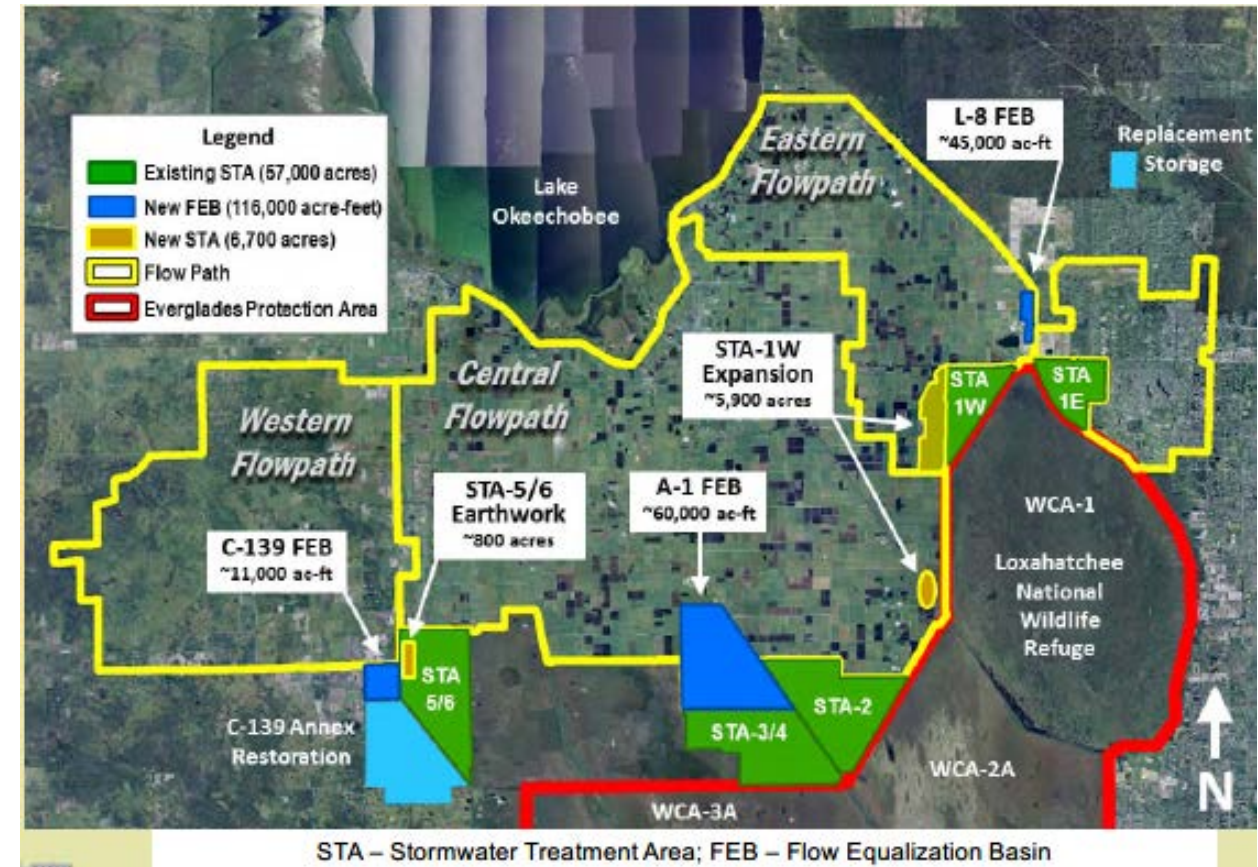 Legend
Existing STA (57,000 acres)
New FEB (116,000 acre-feet)
New STA (6,700 acres)
Flow Path
Everglades Protection Area
Lake
Okeechobee
Eastern
Flowpath
L-8 FEB
~45,000 ac-ft
Replacement
Storage
Western
Flowpath
Central
Flowpath
STA-1W
Expansion
~5,900 acres
STA
1W
STA
1E
C-139 FEB
~11,000 ac-ft
STA-5/6
Earthwork
~800 acres
A-1 FEB
~60,000 ac-ft
WCA-1
Loxahatchee
National
Wildlife
Refuge
STA
5/6
C-139 Annex
Restoration
STA-3/4
STA-2
WCA-2A
WCA-3A
N
STA – Stormwater Treatment Area; FEB – Flow Equalization Basin